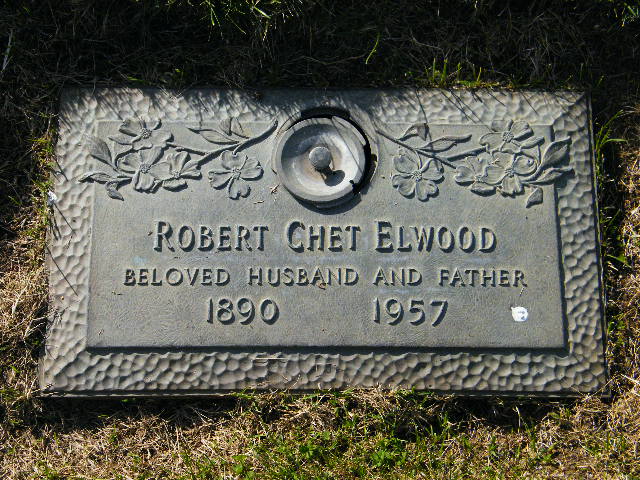 ROBERT CHET ELWOOD
BELOVED HUSBAND AND FATHER
1890 1957